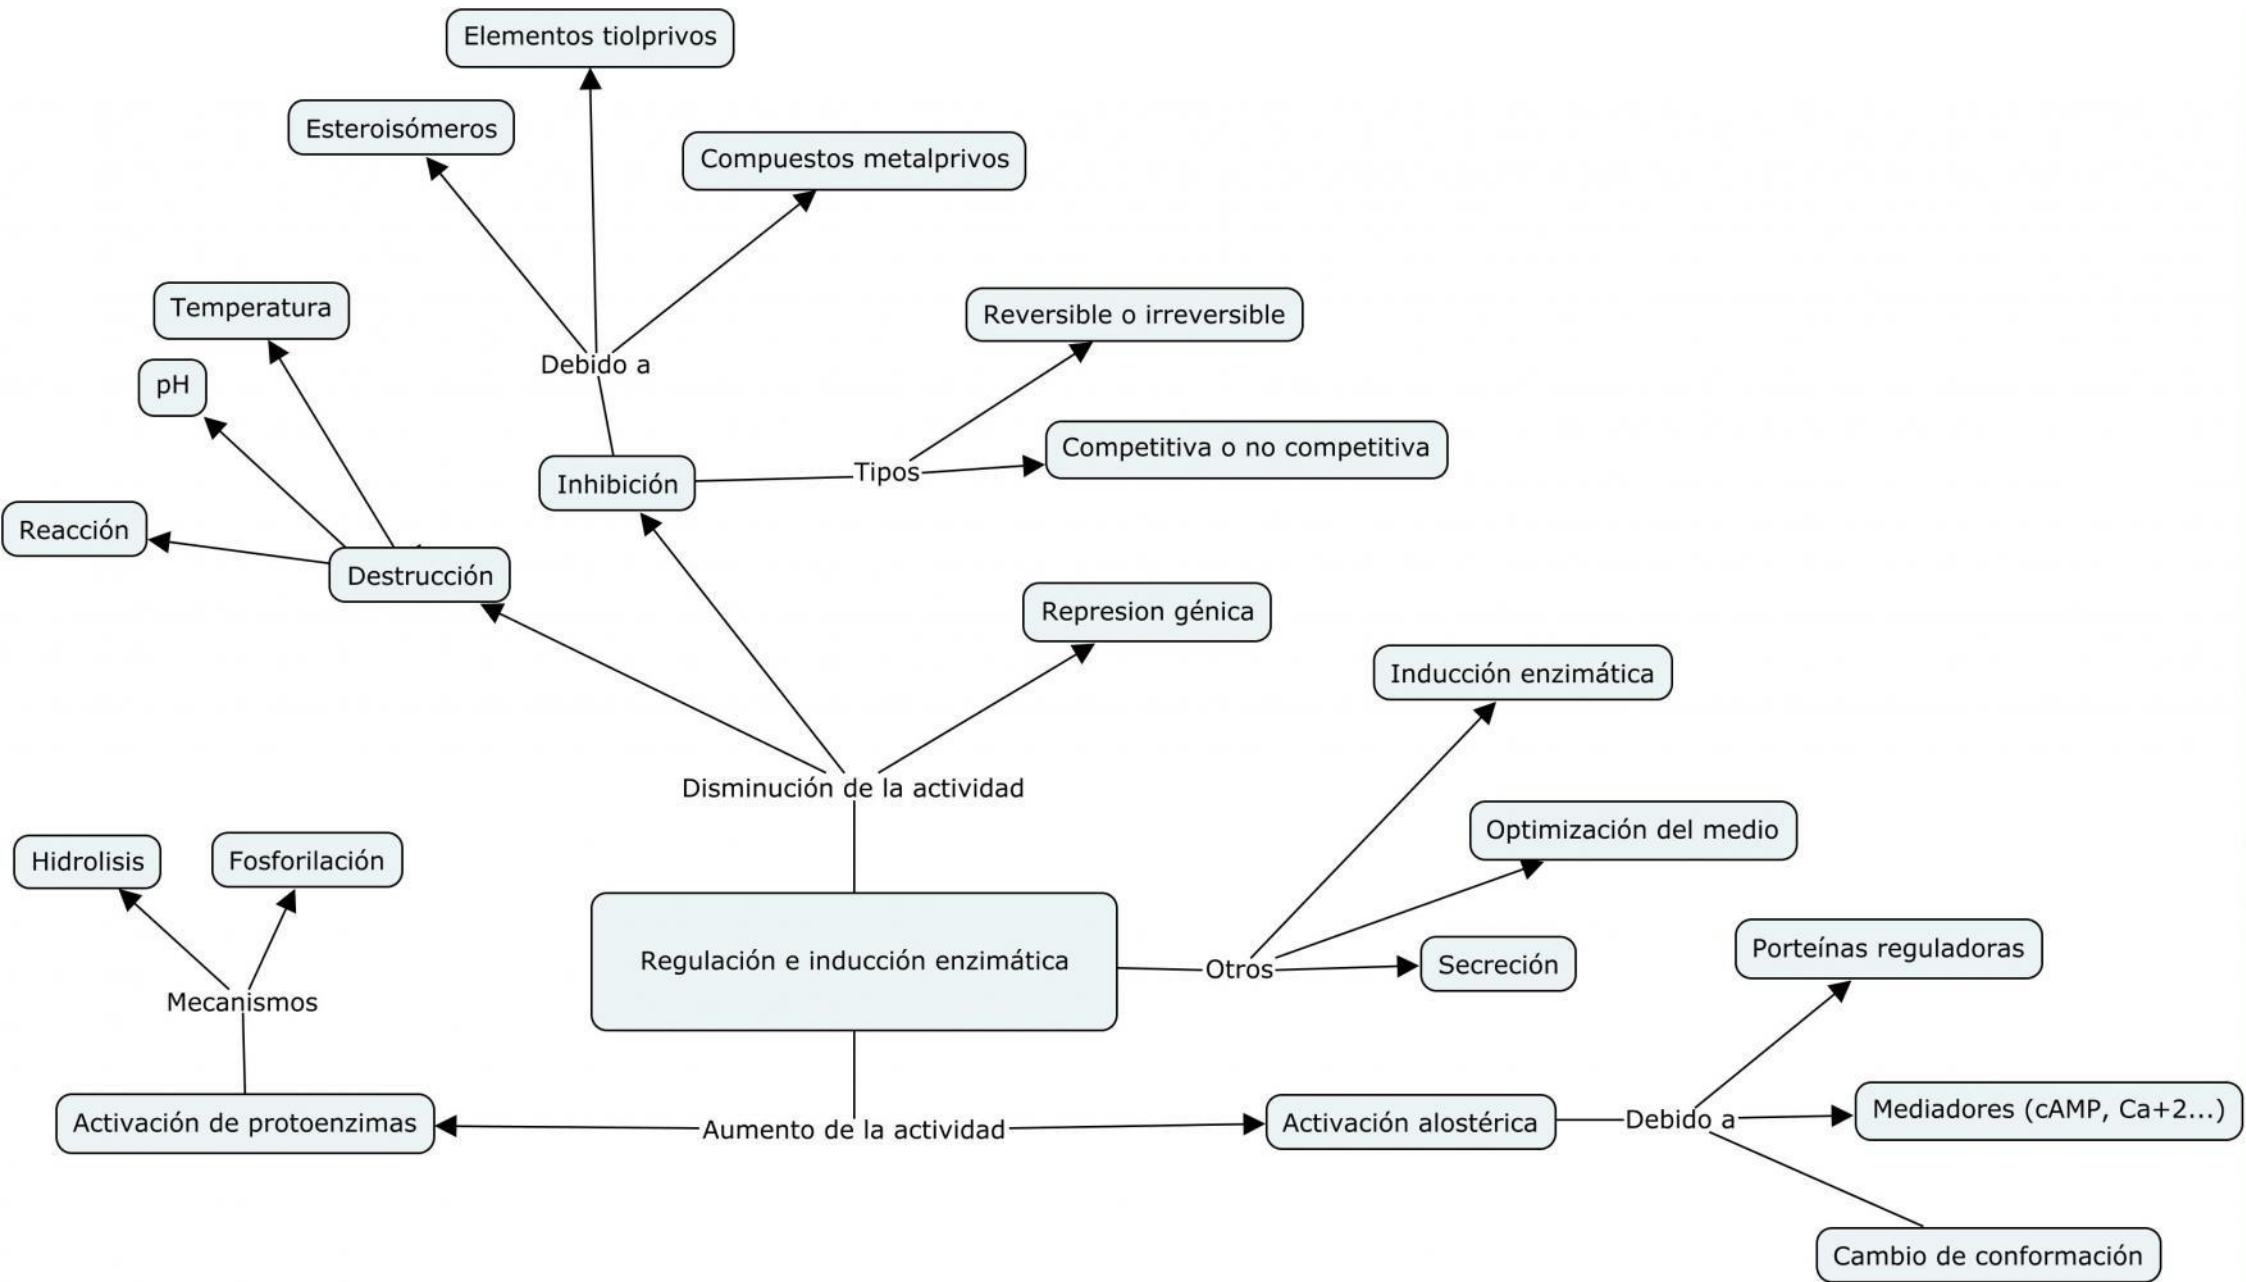 Elementos tiolprivos
Esteroisómeros
Compuestos metalprivos
Temperatura
Reversible o irreversible
Debido a
pH
Competitiva o no competitiva
Tipos
Inhibición
Reacción
Destrucción
Represion génica
Inducción enzimática
Disminución de la actividad
Optimización del medio
Hidrolisis
Fosforilación
Porteínas reguladoras
Regulación e inducción enzimática
Otros
Secreción
Mecanismos
Mediadores (cAMP, Ca+2...)
Activación de protoenzimas
Aumento de la actividad
Activación alostérica
Debido a
Cambio de conformación